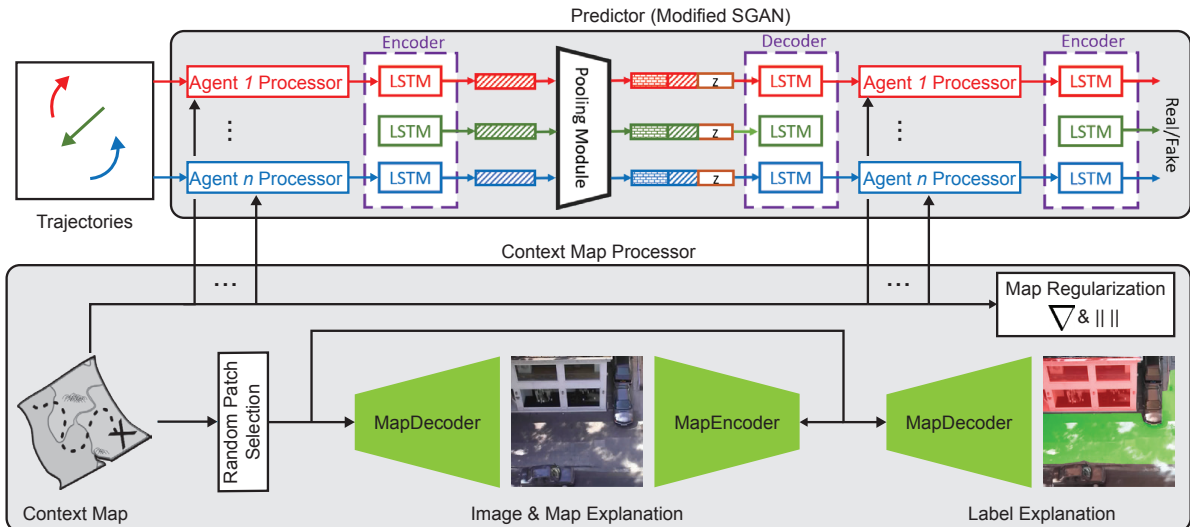 Predictor (Modified SGAN)
Encoder
Decoder
Encoder
Agent 1 Processor
LSTM
z
LSTM
Agent 1 Processor
LSTM
...
LSTM
Pooling Module
z
LSTM
...
LSTM
Real/Fake
Agent n Processor
LSTM
z
LSTM
Agent n Processor
LSTM
Trajectories
Context Map Processor
...
...
Map Regularization
▽ & || ||
Random Patch
Selection
MapDecoder
MapEncoder
MapDecoder
Context Map
Image & Map Explanation
Label Explanation